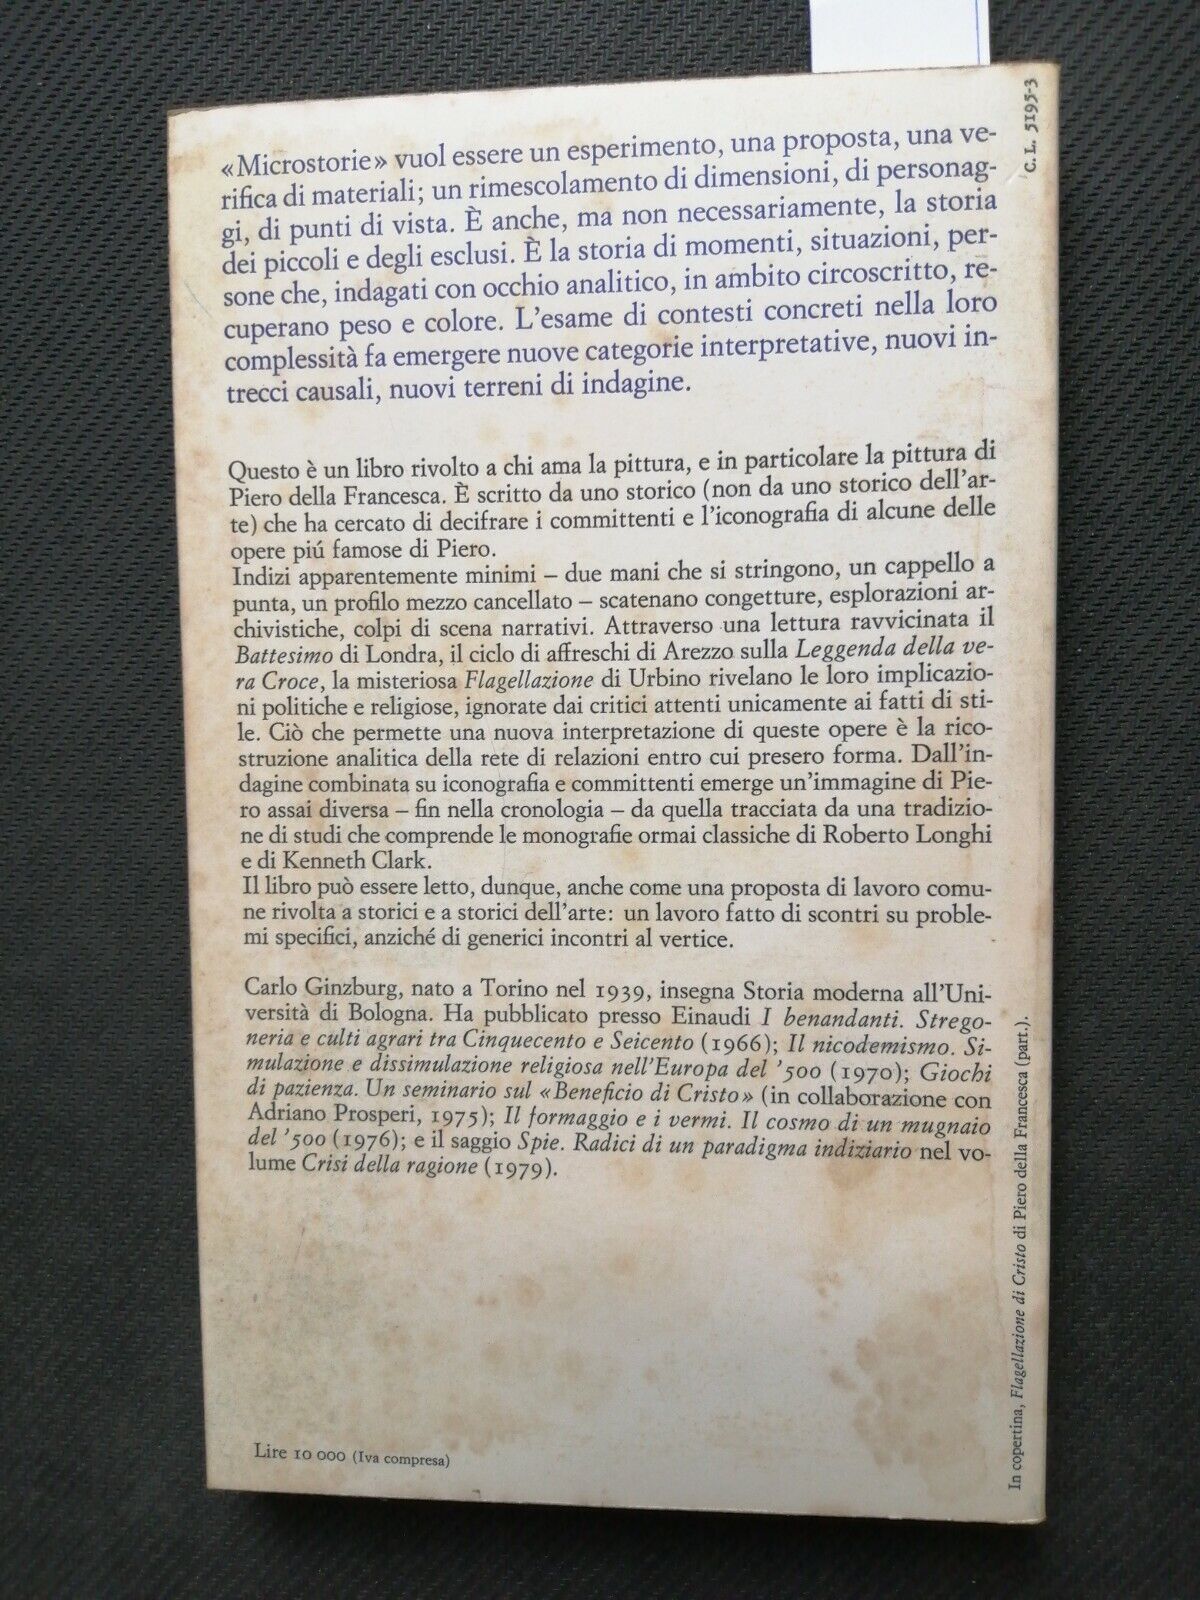 «Microstorie» vuol essere un esperimento, una proposta, una ve-
rifica di materiali; un rimescolamento di dimensioni, di personag-
gi, di punti di vista. È anche, ma non necessariamente, la storia
dei piccoli e degli esclusi. È la storia di momenti, situazioni, per-
sone che, indagati con occhio analitico, in ambito circoscritto, re-
cuperano peso e colore. L'esame di contesti concreti nella loro
complessità fa emergere nuove categorie interpretative, nuovi in-
trecci causali, nuovi terreni di indagine.
Questo è un libro rivolto a chi ama la pittura, e in particolare la pittura di
Piero della Francesca. È scritto da uno storico (non da uno storico dell'ar-
te) che ha cercato di decifrare i committenti e l'iconografia di alcune delle
opere piú famose di Piero.
Indizi apparentemente minimi – due mani che si stringono, un cappello a
punta, un profilo mezzo cancellato – scatenano congetture, esplorazioni ar-
chivistiche, colpi di scena narrativi. Attraverso una lettura ravvicinata il
Battesimo di Londra, il ciclo di affreschi di Arezzo sulla Leggenda della ve-
ra Croce, la misteriosa Flagellazione di Urbino rivelano le loro implicazio-
ni politiche e religiose, ignorate dai critici attenti unicamente ai fatti di sti-
le. Ciò che permette una nuova interpretazione di queste opere è la rico-
struzione analitica della rete di relazioni entro cui presero forma. Dall'in-
dagine combinata su iconografia e committenti emerge un'immagine di Pie-
ro assai diversa – fin nella cronologia – da quella tracciata da una tradizio-
ne di studi che comprende le monografie ormai classiche di Roberto Longhi
e di Kenneth Clark.
Il libro può essere letto, dunque, anche come una proposta di lavoro comu-
ne rivolta a storici e a storici dell'arte: un lavoro fatto di scontri su proble-
mi specifici, anziché di generici incontri al vertice.
Carlo Ginzburg, nato a Torino nel 1939, insegna Storia moderna all'Uni-
versità di Bologna. Ha pubblicato presso Einaudi I benandanti. Strego-
neria e culti agrari tra Cinquecento e Seicento (1966); Il nicodemismo. Si-
mulazione e dissimulazione religiosa nell'Europa del '500 (1970); Giochi
di pazienza. Un seminario sul «Beneficio di Cristo» (in collaborazione con
Adriano Prosperi, 1975); Il formaggio e i vermi. Il cosmo di un mugnaio
del '500 (1976); e il saggio Spie. Radici di un paradigma indiziario nel vo-
lume Crisi della ragione (1979).
Lire 10 000 (Iva compresa)
In copertina, Flagellazione di Cristo di Piero della Francesca (part.).
C.L. 5195-3